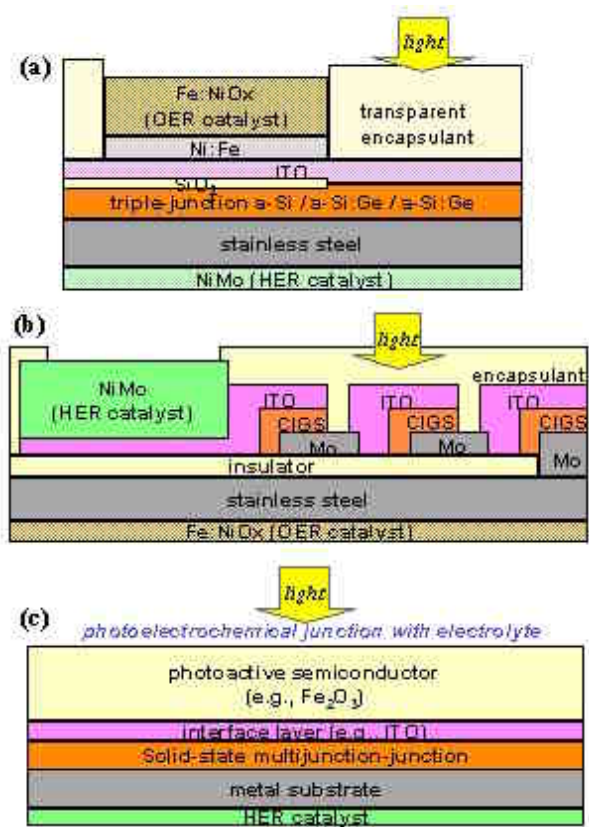 light
(a)
Fe:NiOx
(OER catalyst)
transparent
encapsulant
Ni:Fe
ITO
SiO2
triple-junction a-Si / a-Si:Ge / a-Si:Ge
stainless steel
NiMo (HER catalyst)
(b)
light
NiMo
(HER catalyst)
encapsulant
ITO ITO ITO
CIGS CIGS CIGS
Mo Mo Mo
insulator
stainless steel
Fe:NiOx (OER catalyst)
light
(c)
photoelectrochemical junction with electrolyte
photoactive semiconductor
(e.g., Fe₂O₃)
interface layer (e.g., ITO)
Solid-state multijunction-junction
metal substrate
HER catalyst